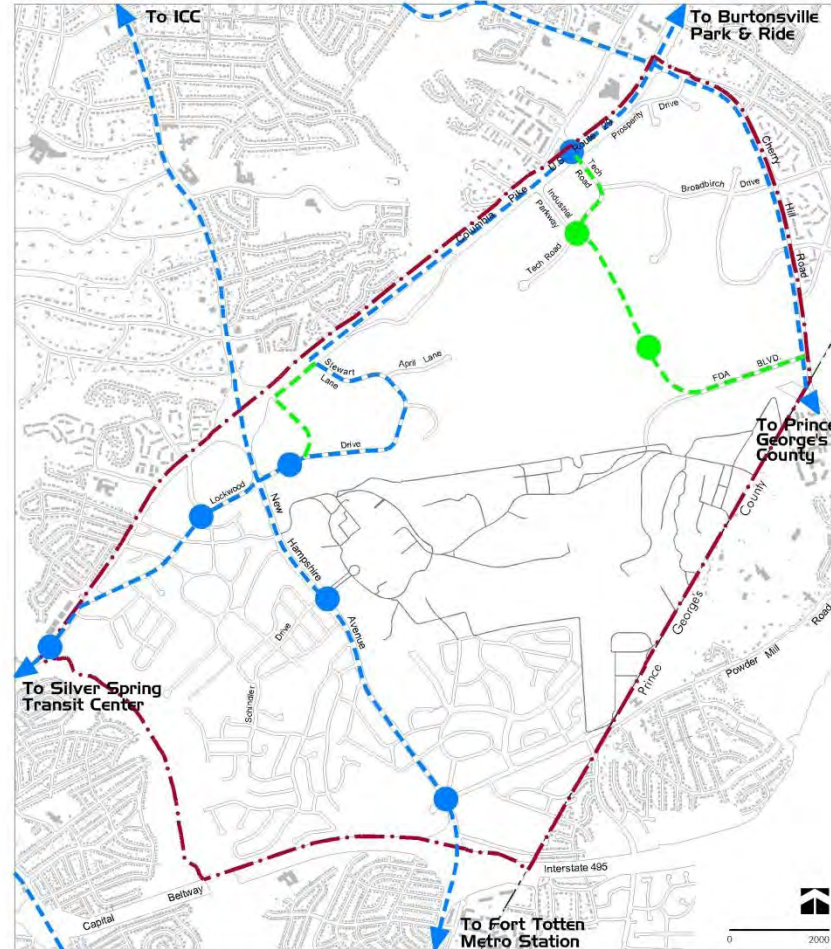 To ICC
To Burtonsville
Park & Ride
Prosperity Drive
U.S. Route 29
Columbia Pike
Tech
Road
Cherry Hill Road
Broadbirch Drive
Industrial
Parkway
Tech Road
Stewart
Lane
April Lane
FDA BLVD.
To Prince
George's
County
Drive
Lockwood
New Hampshire Avenue
Prince George's County
Schindler Drive
Powder Mill Road
To Silver Spring
Transit Center
Interstate 495
Capital Beltway
To Fort Totten
Metro Station
0 2000